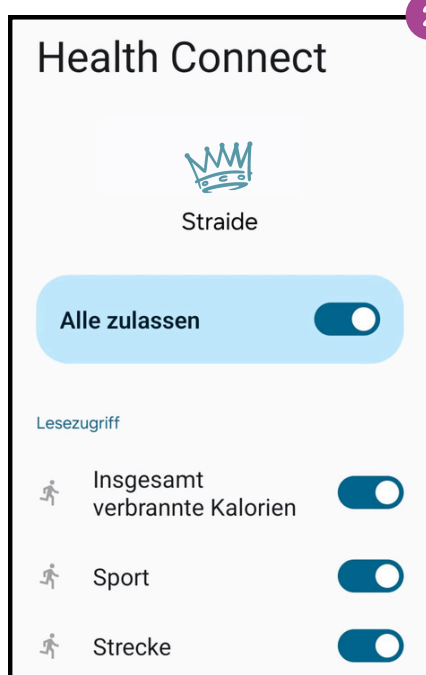 Health Connect
Straide
Alle zulassen
Lesezugriff
Insgesamt
verbrannte Kalorien
Sport
Strecke